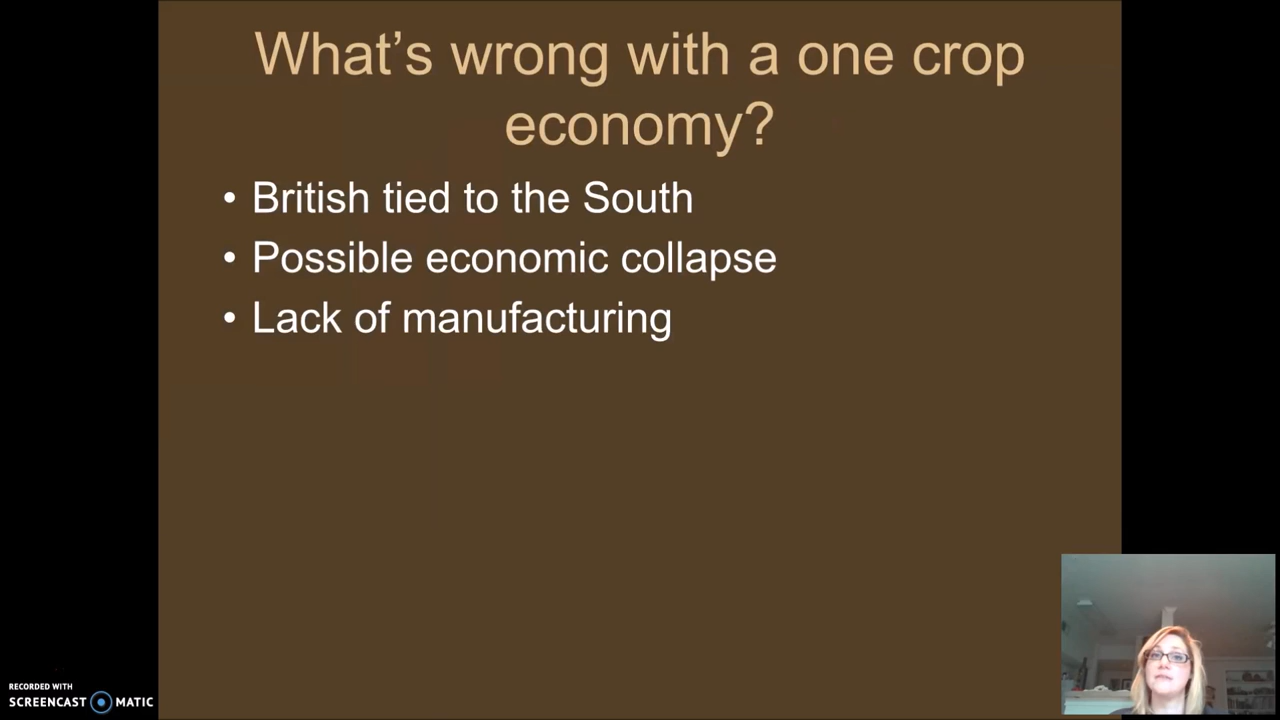 What's wrong with a one crop
economy?
• British tied to the South
• Possible economic collapse
• Lack of manufacturing
RECORDED WITH
SCREENCAST MATIC